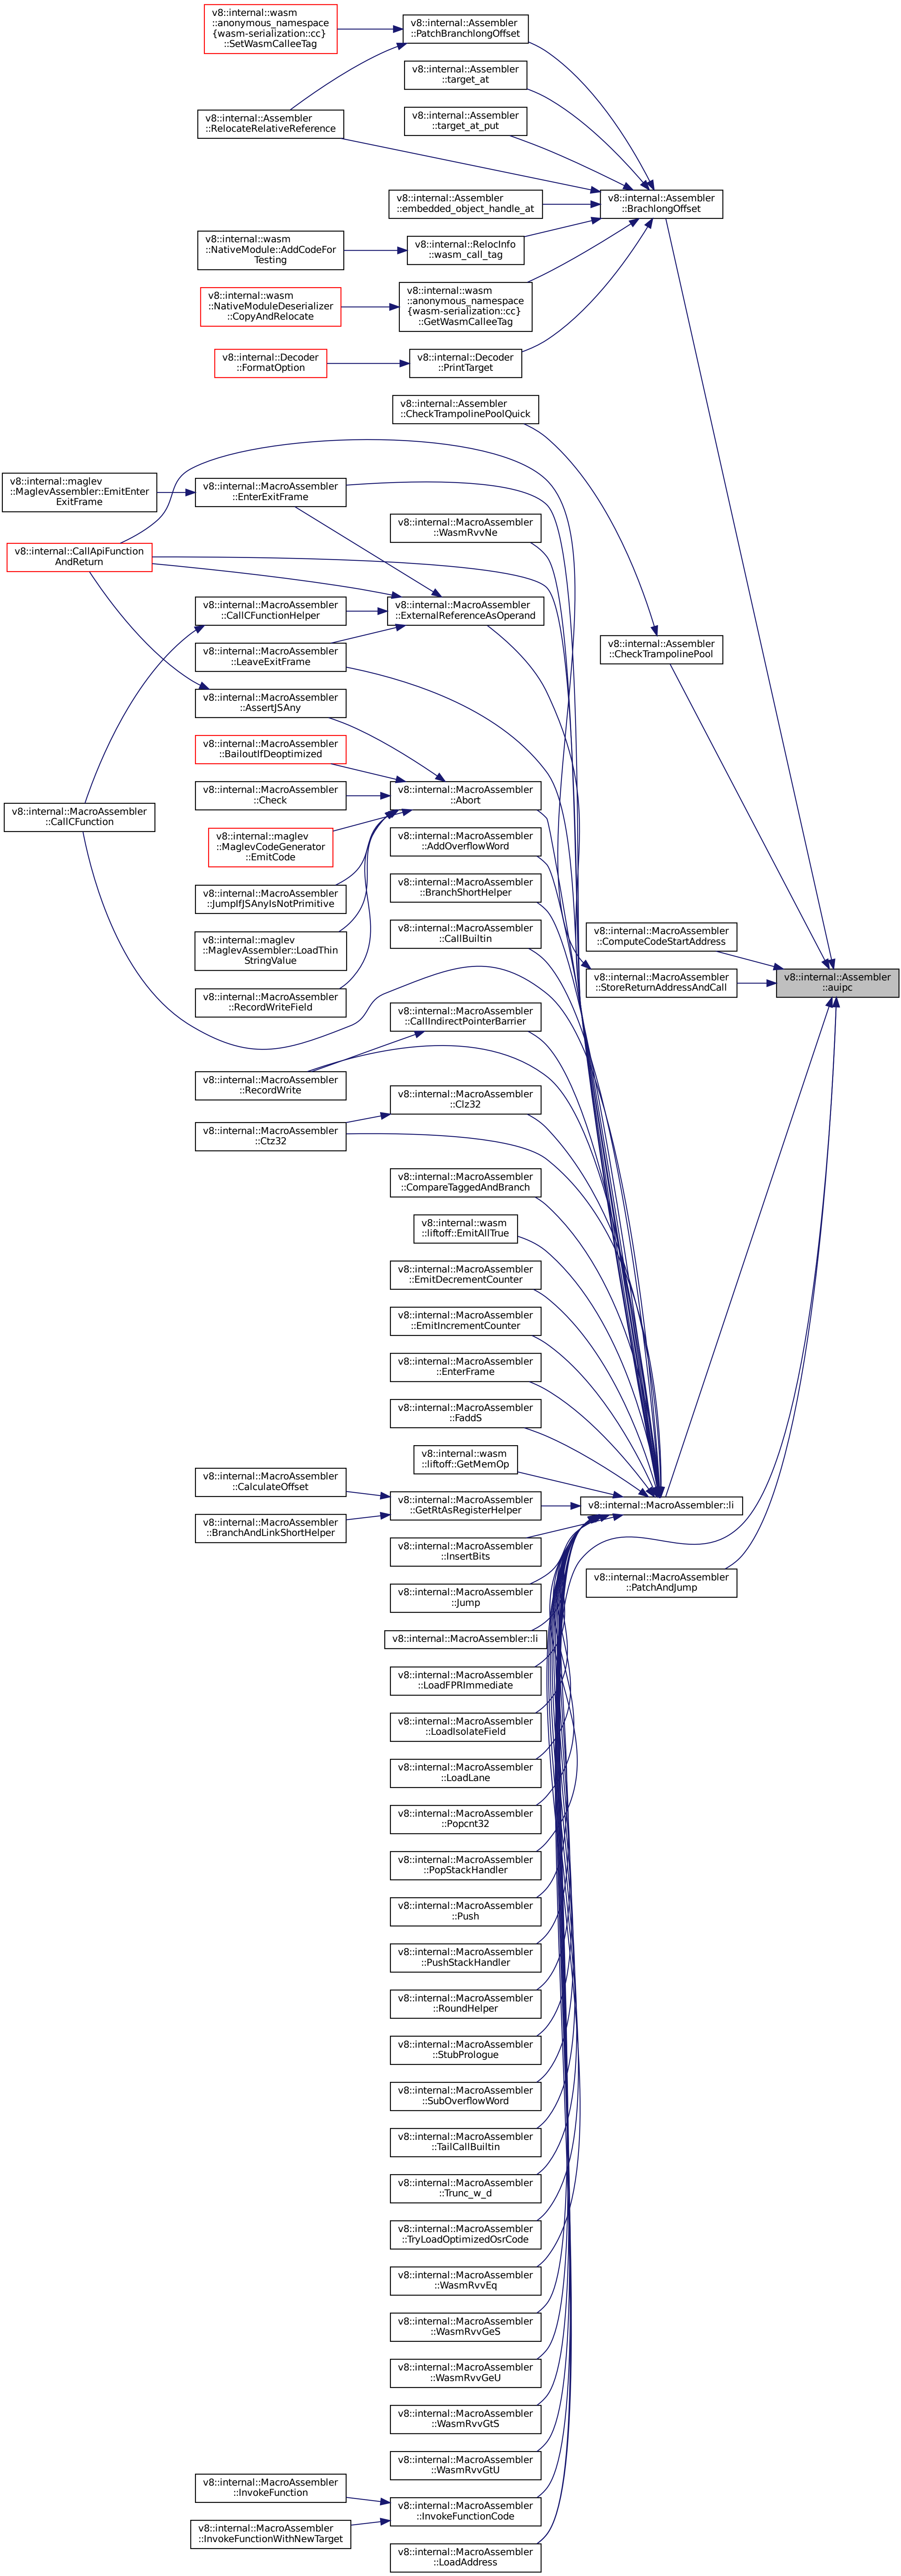 v8::internal::wasm
::anonymous_namespace
{wasm-serialization::cc}
::SetWasmCalleeTag
v8::internal::Assembler
::PatchBranchlongOffset
v8::internal::Assembler
::target_at
v8::internal::Assembler
::RelocateRelativeReference
v8::internal::Assembler
::target_at_put
v8::internal::Assembler
::embedded_object_handle_at
v8::internal::Assembler
::BrachlongOffset
v8::internal::wasm
::NativeModule::AddCodeFor
Testing
v8::internal::RelocInfo
::wasm_call_tag
v8::internal::wasm
::NativeModuleDeserializer
::CopyAndRelocate
v8::internal::wasm
::anonymous_namespace
{wasm-serialization::cc}
::GetWasmCalleeTag
v8::internal::Decoder
::FormatOption
v8::internal::Decoder
::PrintTarget
v8::internal::Assembler
::CheckTrampolinePoolQuick
v8::internal::maglev
::MaglevAssembler::EmitEnter
ExitFrame
v8::internal::MacroAssembler
::EnterExitFrame
v8::internal::MacroAssembler
::WasmRvvNe
v8::internal::CallApiFunction
AndReturn
v8::internal::MacroAssembler
::CallCFunctionHelper
v8::internal::MacroAssembler
::ExternalReferenceAsOperand
v8::internal::MacroAssembler
::LeaveExitFrame
v8::internal::Assembler
::CheckTrampolinePool
v8::internal::MacroAssembler
::AssertJSAny
v8::internal::MacroAssembler
::BailoutIfDeoptimized
v8::internal::MacroAssembler
::Check
v8::internal::MacroAssembler
::Abort
v8::internal::MacroAssembler
::CallCFunction
v8::internal::maglev
::MaglevCodeGenerator
::EmitCode
v8::internal::MacroAssembler
::AddOverflowWord
v8::internal::MacroAssembler
::JumpIfJSAnyIsNotPrimitive
v8::internal::MacroAssembler
::BranchShortHelper
v8::internal::maglev
::MaglevAssembler::LoadThin
StringValue
v8::internal::MacroAssembler
::CallBuiltin
v8::internal::MacroAssembler
::ComputeCodeStartAddress
v8::internal::MacroAssembler
::RecordWriteField
v8::internal::MacroAssembler
::StoreReturnAddressAndCall
v8::internal::Assembler
::auipc
v8::internal::MacroAssembler
::CallIndirectPointerBarrier
v8::internal::MacroAssembler
::RecordWrite
v8::internal::MacroAssembler
::Clz32
v8::internal::MacroAssembler
::Ctz32
v8::internal::MacroAssembler
::CompareTaggedAndBranch
v8::internal::wasm
::liftoff::EmitAllTrue
v8::internal::MacroAssembler
::EmitDecrementCounter
v8::internal::MacroAssembler
::EmitIncrementCounter
v8::internal::MacroAssembler
::EnterFrame
v8::internal::MacroAssembler
::FaddS
v8::internal::wasm
::liftoff::GetMemOp
v8::internal::MacroAssembler
::CalculateOffset
v8::internal::MacroAssembler
::GetRtAsRegisterHelper
v8::internal::MacroAssembler::li
v8::internal::MacroAssembler
::BranchAndLinkShortHelper
v8::internal::MacroAssembler
::InsertBits
v8::internal::MacroAssembler
::Jump
v8::internal::MacroAssembler
::PatchAndJump
v8::internal::MacroAssembler::li
v8::internal::MacroAssembler
::LoadFPRImmediate
v8::internal::MacroAssembler
::LoadIsolateField
v8::internal::MacroAssembler
::LoadLane
v8::internal::MacroAssembler
::Popcnt32
v8::internal::MacroAssembler
::PopStackHandler
v8::internal::MacroAssembler
::Push
v8::internal::MacroAssembler
::PushStackHandler
v8::internal::MacroAssembler
::RoundHelper
v8::internal::MacroAssembler
::StubPrologue
v8::internal::MacroAssembler
::SubOverflowWord
v8::internal::MacroAssembler
::TailCallBuiltin
v8::internal::MacroAssembler
::Trunc_w_d
v8::internal::MacroAssembler
::TryLoadOptimizedOsrCode
v8::internal::MacroAssembler
::WasmRvvEq
v8::internal::MacroAssembler
::WasmRvvGeS
v8::internal::MacroAssembler
::WasmRvvGeU
v8::internal::MacroAssembler
::WasmRvvGtS
v8::internal::MacroAssembler
::WasmRvvGtU
v8::internal::MacroAssembler
::InvokeFunction
v8::internal::MacroAssembler
::InvokeFunctionCode
v8::internal::MacroAssembler
::InvokeFunctionWithNewTarget
v8::internal::MacroAssembler
::LoadAddress